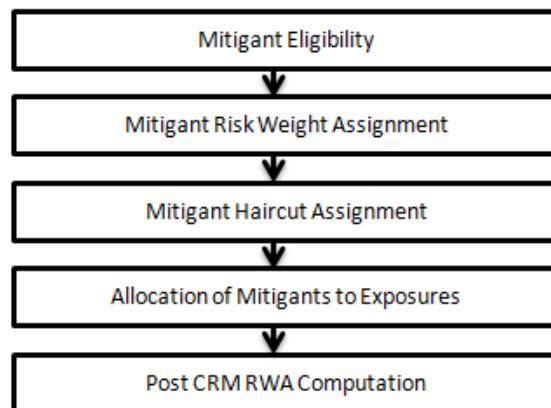 Mitigant Eligibility
Mitigant Risk Weight Assignment
Mitigant Haircut Assignment
Allocation of Mitigants to Exposures
Post CRM RWA Computation